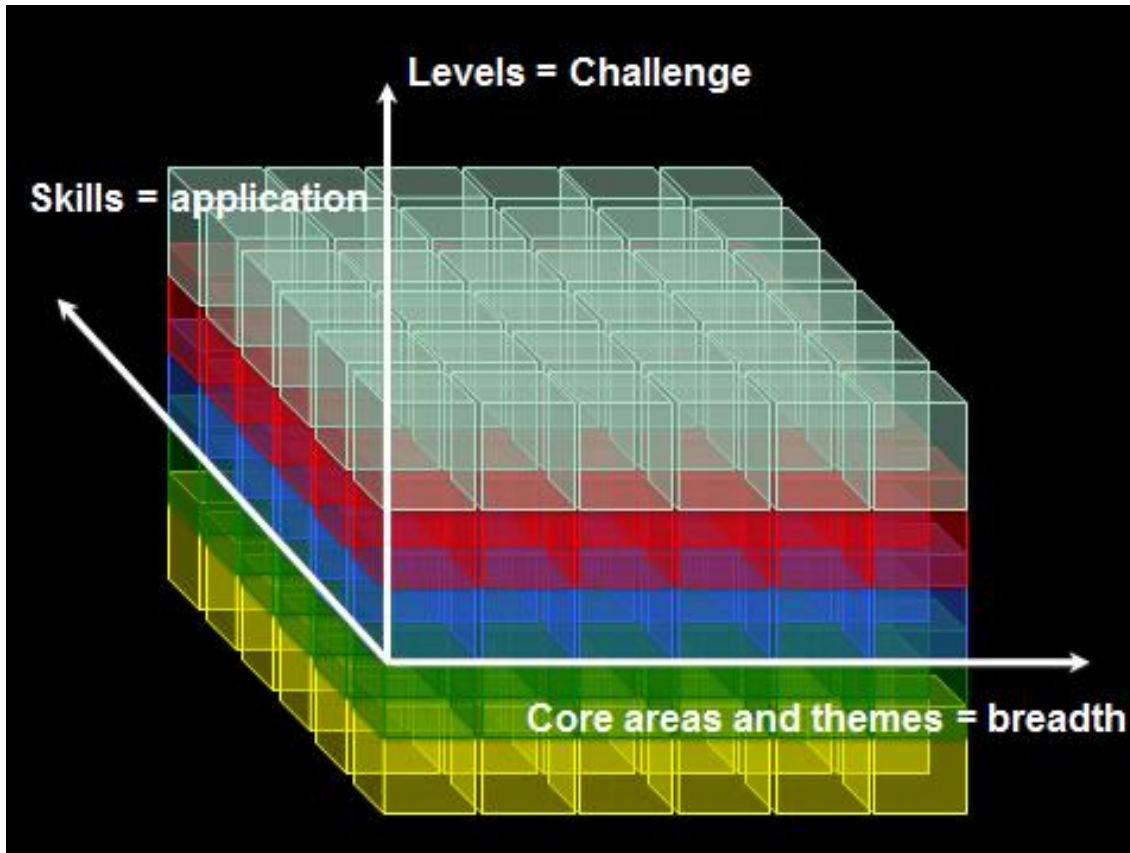 Levels = Challenge
Skills = application
Core areas and themes = breadth